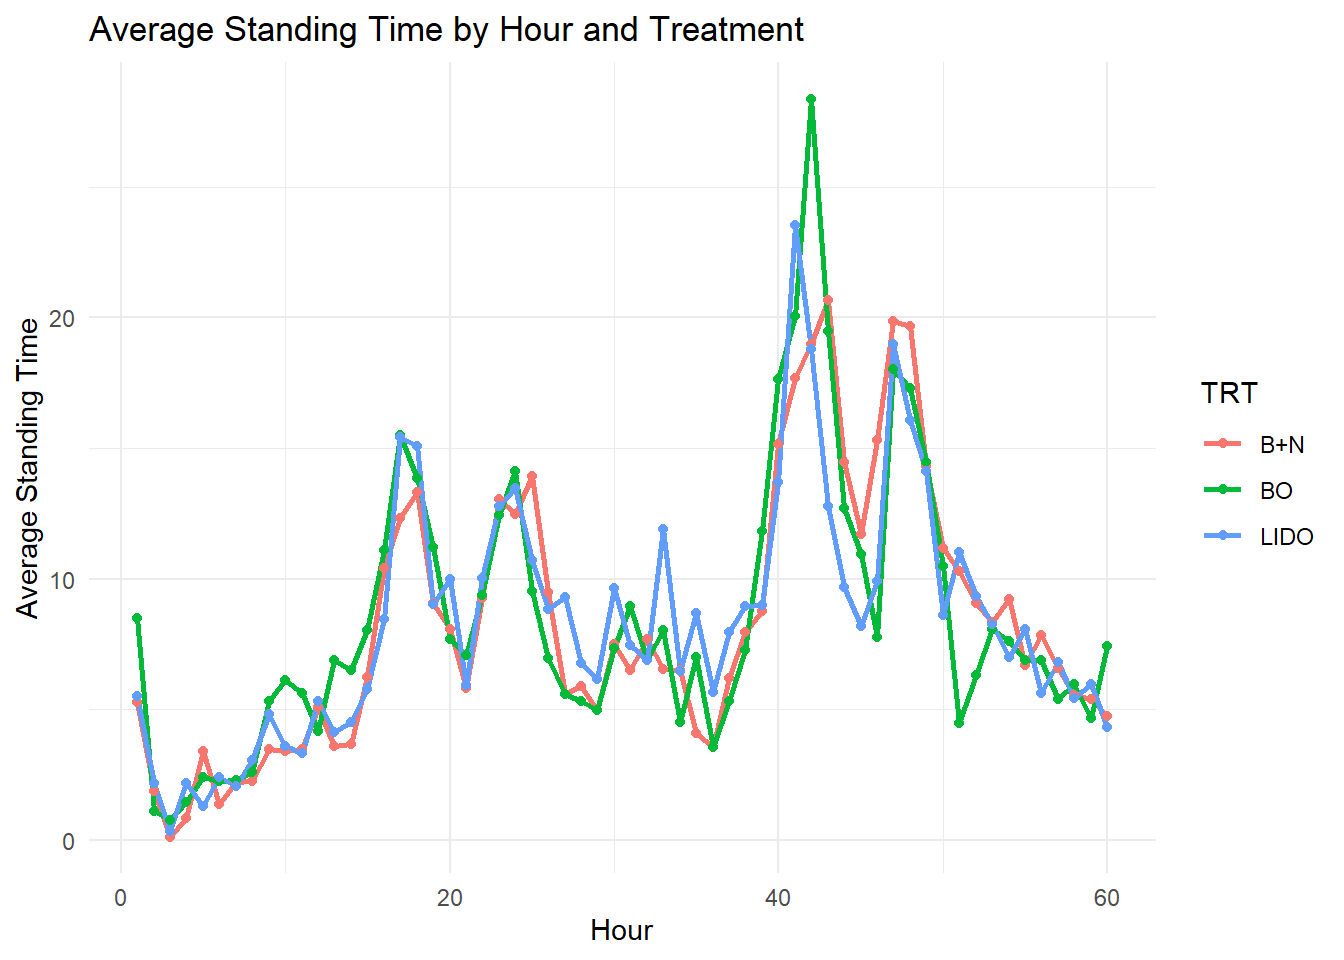 Average Standing Time by Hour and Treatment
Average Standing Time
20
10
0
0 20 40 60
Hour
TRT
B+N
BO
LIDO